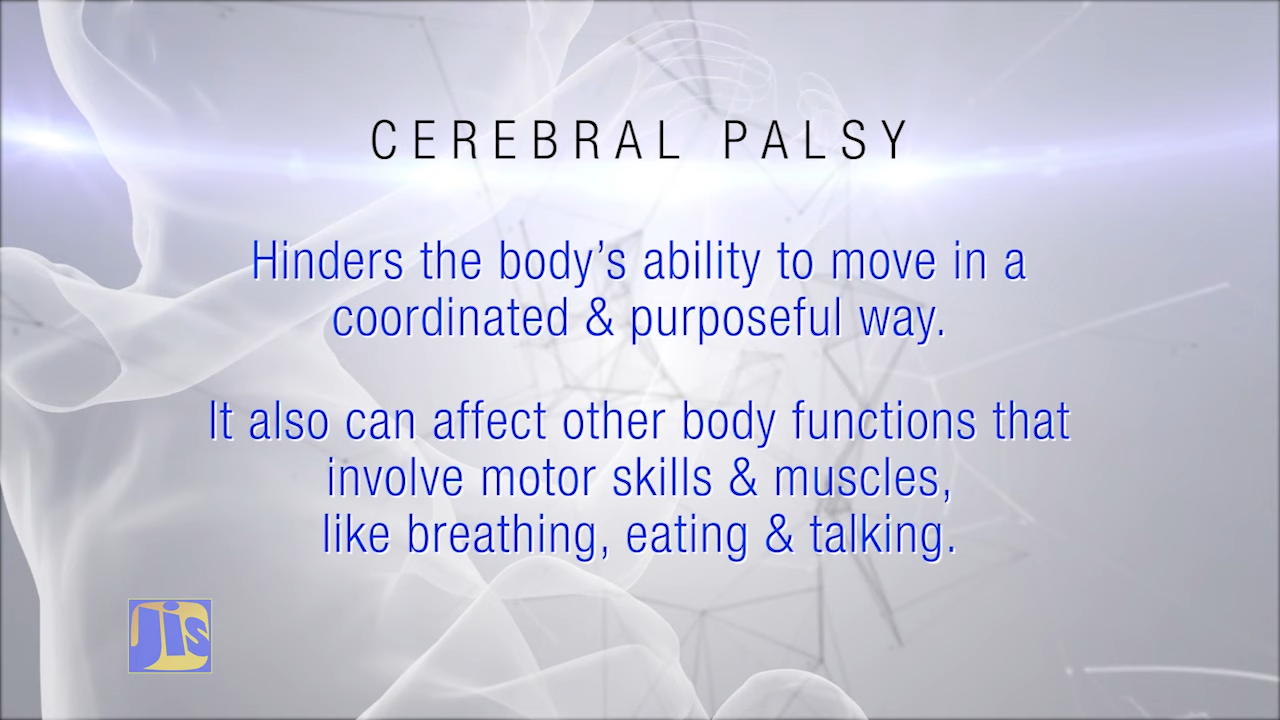 CEREBRAL PALSY
Hinders the body’s ability to move in a
coordinated & purposeful way.
It also can affect other body functions that
involve motor skills & muscles,
like breathing, eating & talking.
Jis